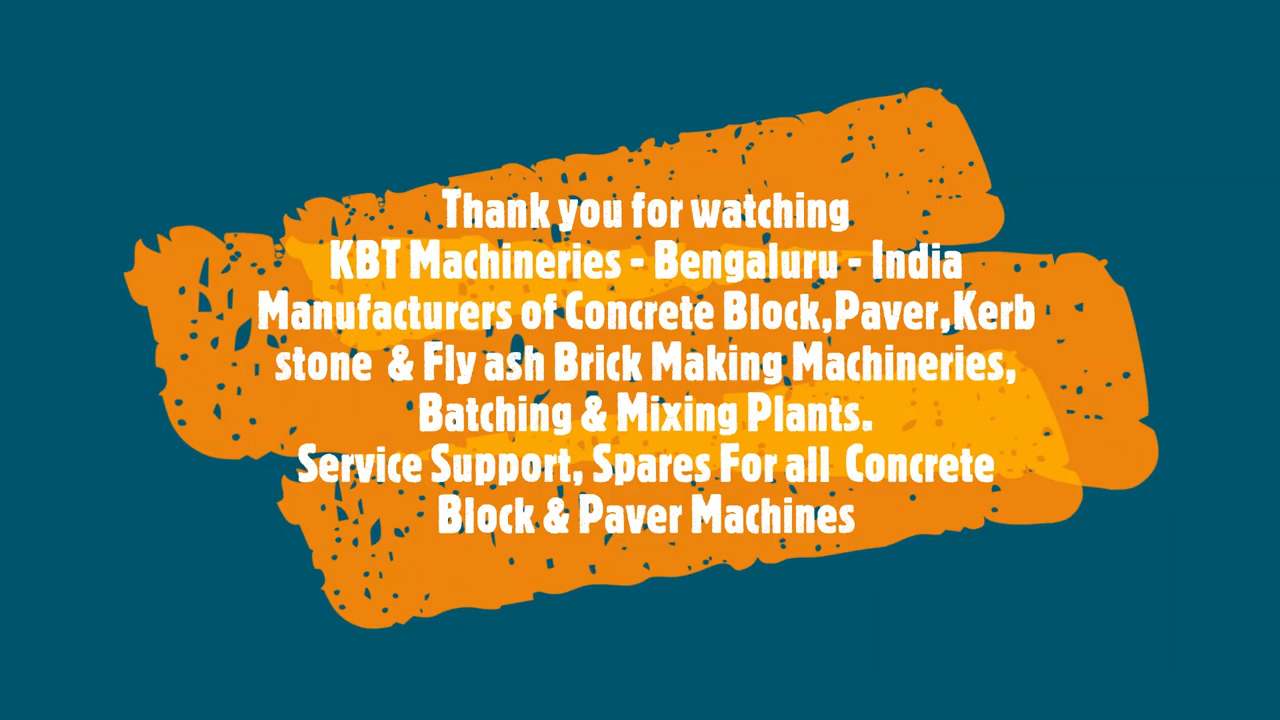 Thank you for watching
KBT Machineries - Bengaluru - India
Manufacturers of Concrete Block,Paver,Kerb
stone & Fly ash Brick Making Machineries,
Batching & Mixing Plants.
Service Support, Spares For all Concrete
Block & Paver Machines